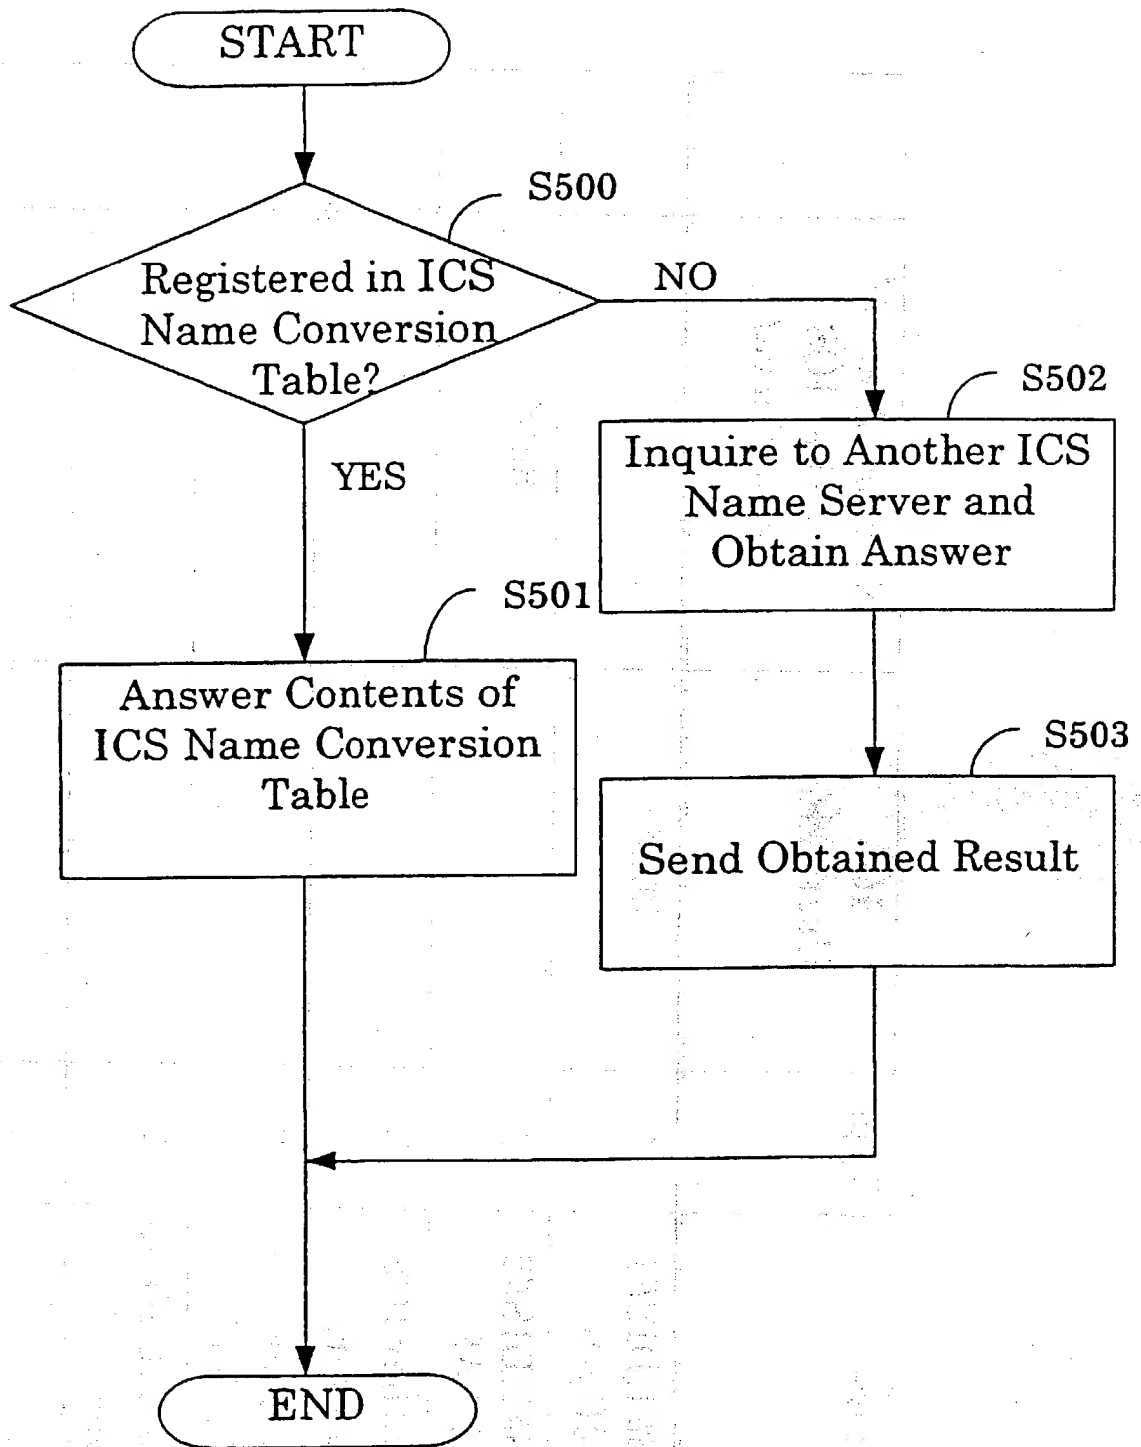 START
S500
Registered in ICS
Name Conversion
Table?
NO
YES
S502
Inquire to Another ICS
Name Server and
Obtain Answer
S501
Answer Contents of
ICS Name Conversion
Table
S503
Send Obtained Result
END